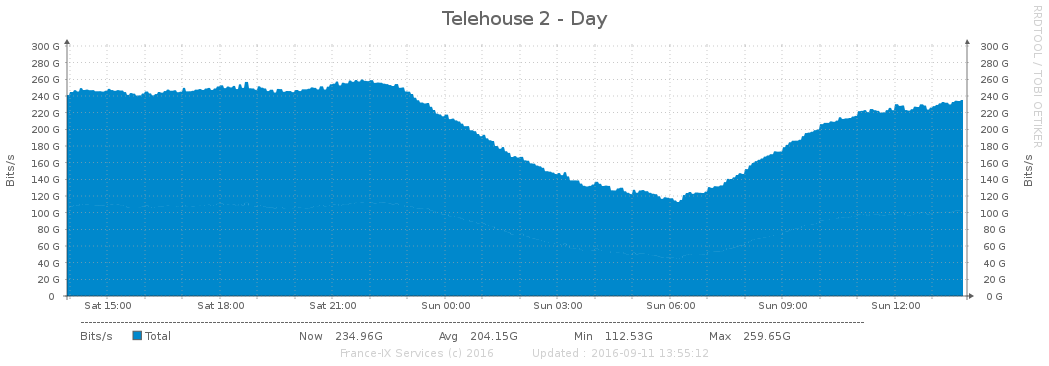 Telehouse 2 - Day
RRDTOOL / TOBI OETIKER
Bits/s
300 G 300 G
280 G 280 G
260 G 260 G
240 G 240 G
220 G 220 G
200 G 200 G
180 G 180 G
160 G 160 G
140 G 140 G
120 G 120 G
100 G 100 G
80 G 80 G
60 G 60 G
40 G 40 G
20 G 20 G
0 0 G
Bits/s
Sat 15:00 Sat 18:00 Sat 21:00 Sun 00:00 Sun 03:00 Sun 06:00 Sun 09:00 Sun 12:00
Bits/s Total Now 234.96G Avg 204.15G Min 112.53G Max 259.65G
France-IX Services (c) 2016 Updated : 2016-09-11 13:55:12